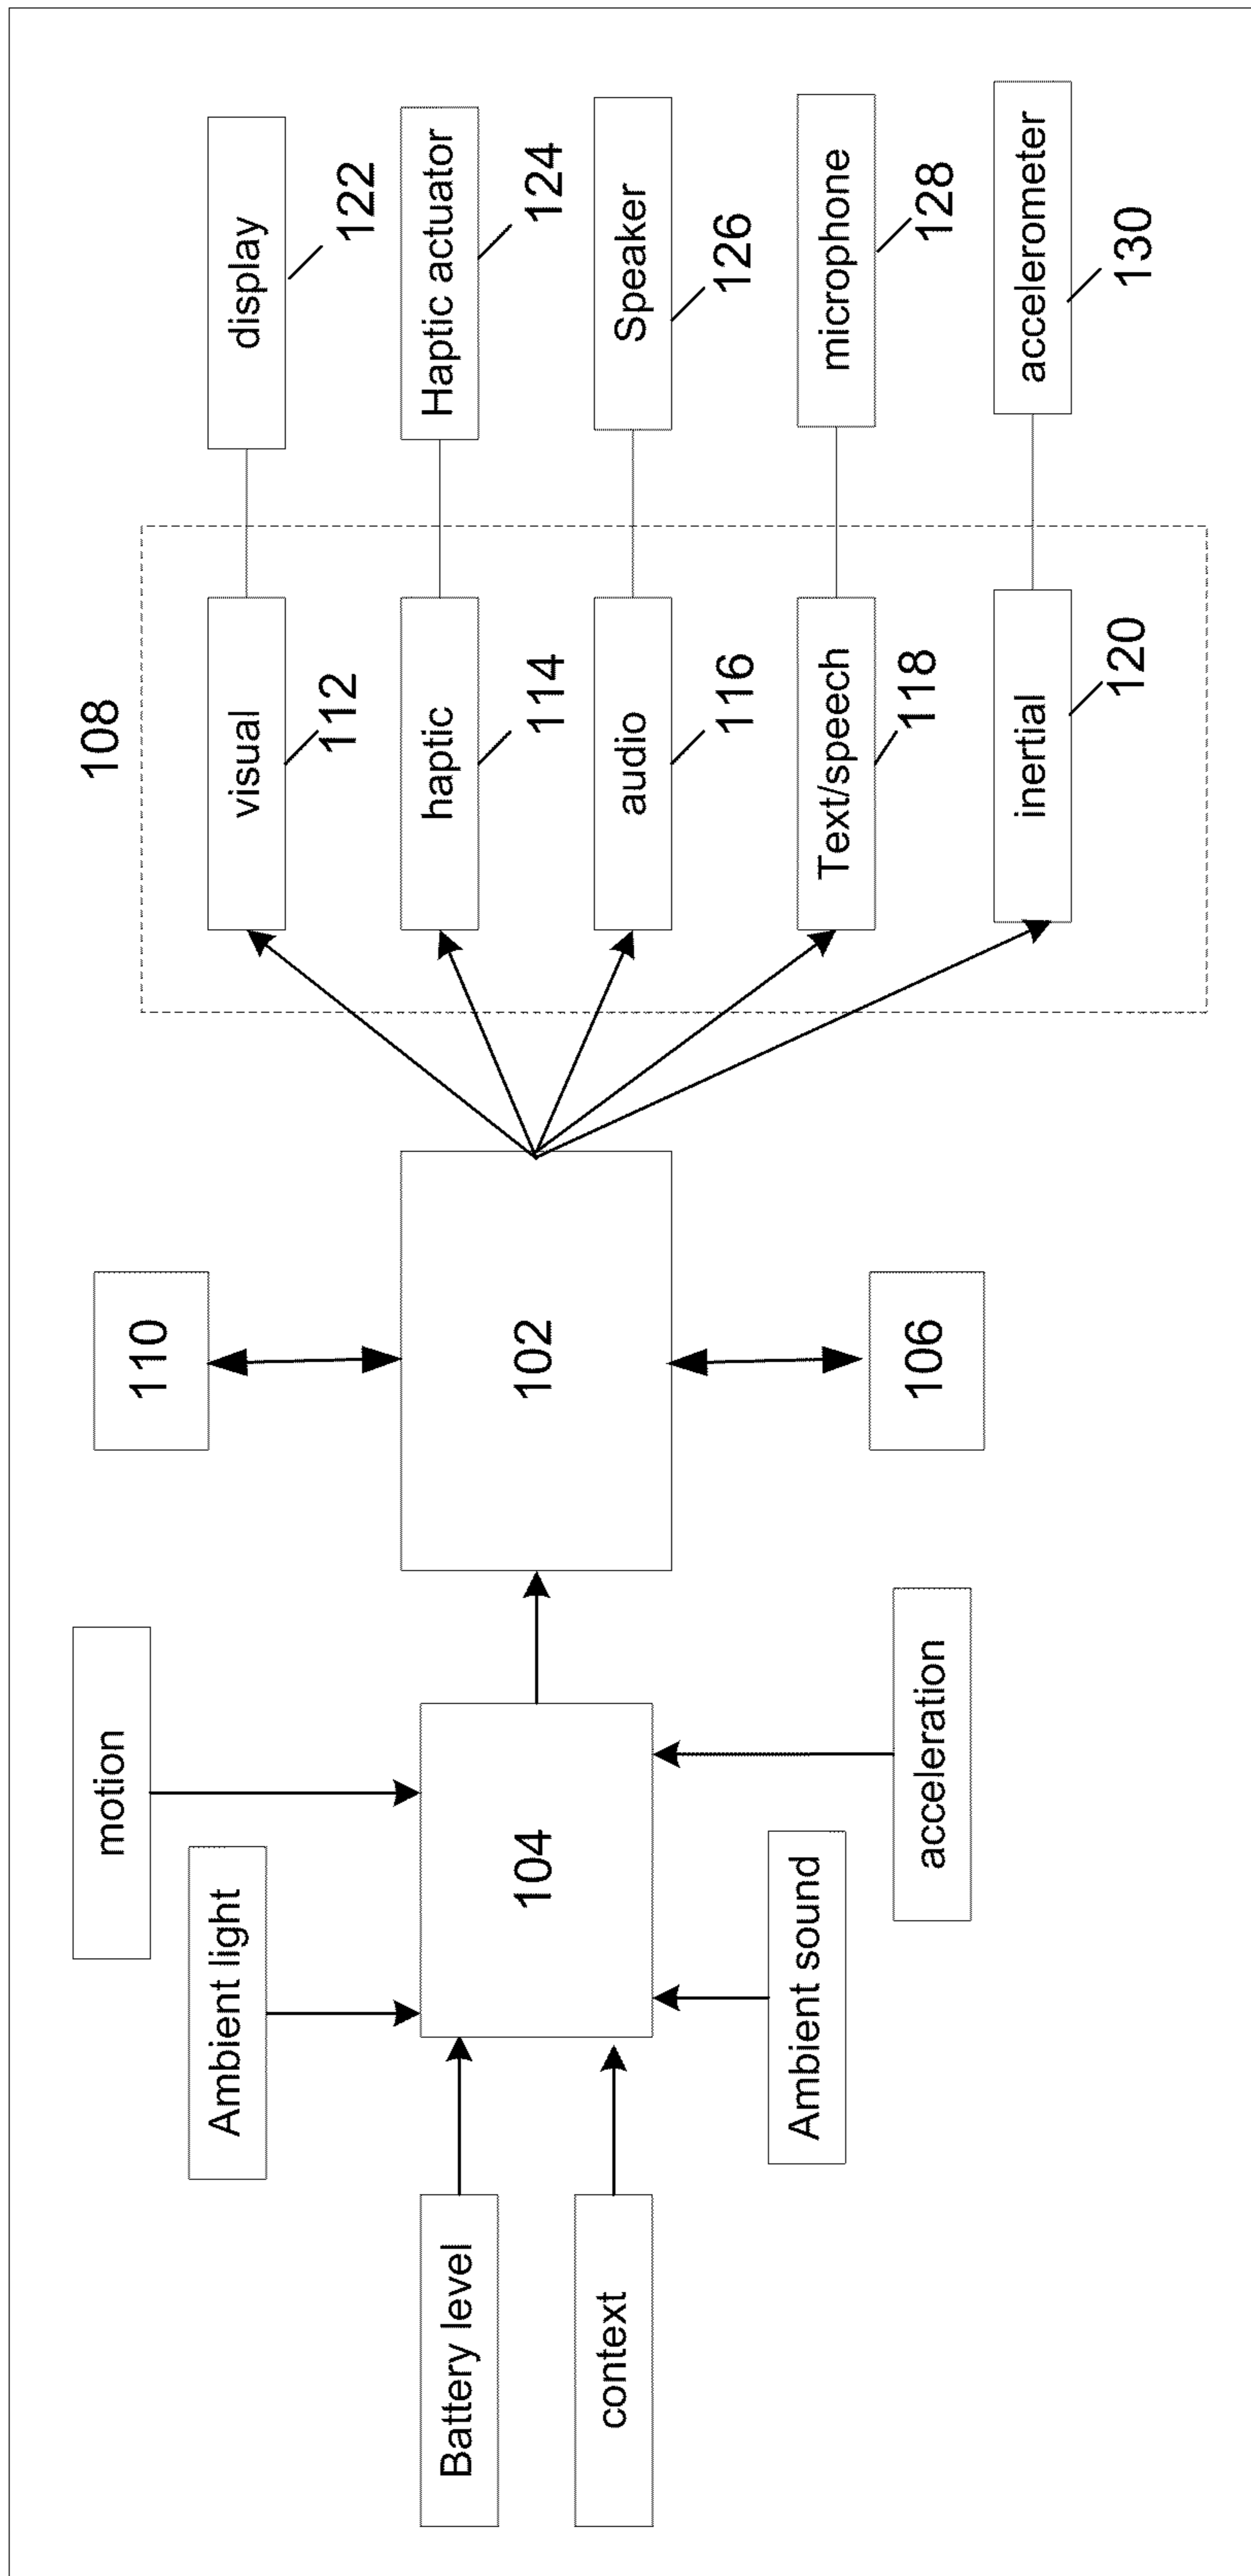 motion
Ambient light
Battery level
context
Ambient sound
acceleration
104
110
102
106
108
visual
112
haptic
114
audio
116
Text/speech
118
inertial
120
display
122
Haptic actuator
124
Speaker
126
microphone
128
accelerometer
130